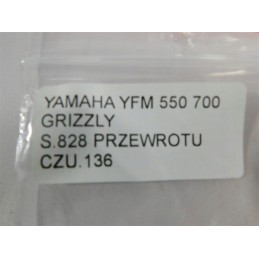 YAMAHA YFM 550 700
GRIZZLY
S.828 PRZEWROTU
CZU.136